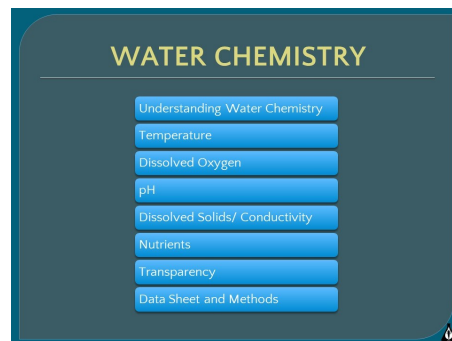 WATER CHEMISTRY
Understanding Water Chemistry
Temperature
Dissolved Oxygen
pH
Dissolved Solids/ Conductivity
Nutrients
Transparency
Data Sheet and Methods